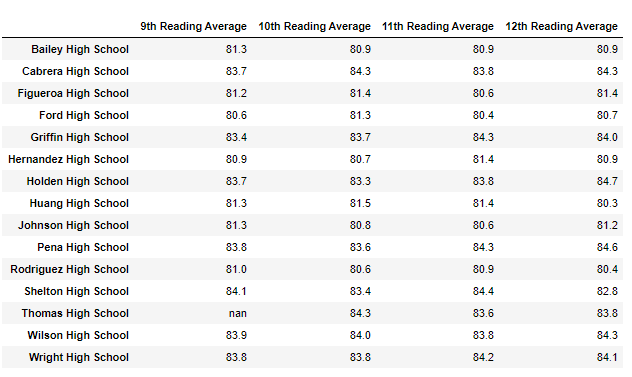 9th Reading Average 10th Reading Average 11th Reading Average 12th Reading Average
Bailey High School 81.3 80.9 80.9 80.9
Cabrera High School 83.7 84.3 83.8 84.3
Figueroa High School 81.2 81.4 80.6 81.4
Ford High School 80.6 81.3 80.4 80.7
Griffin High School 83.4 83.7 84.3 84.0
Hernandez High School 80.9 80.7 81.4 80.9
Holden High School 83.7 83.3 83.8 84.7
Huang High School 81.3 81.5 81.4 80.3
Johnson High School 81.3 80.8 80.6 81.2
Pena High School 83.8 83.6 84.3 84.6
Rodriguez High School 81.0 80.6 80.9 80.4
Shelton High School 84.1 83.4 84.4 82.8
Thomas High School nan 84.3 83.6 83.8
Wilson High School 83.9 84.0 83.8 84.3
Wright High School 83.8 83.8 84.2 84.1